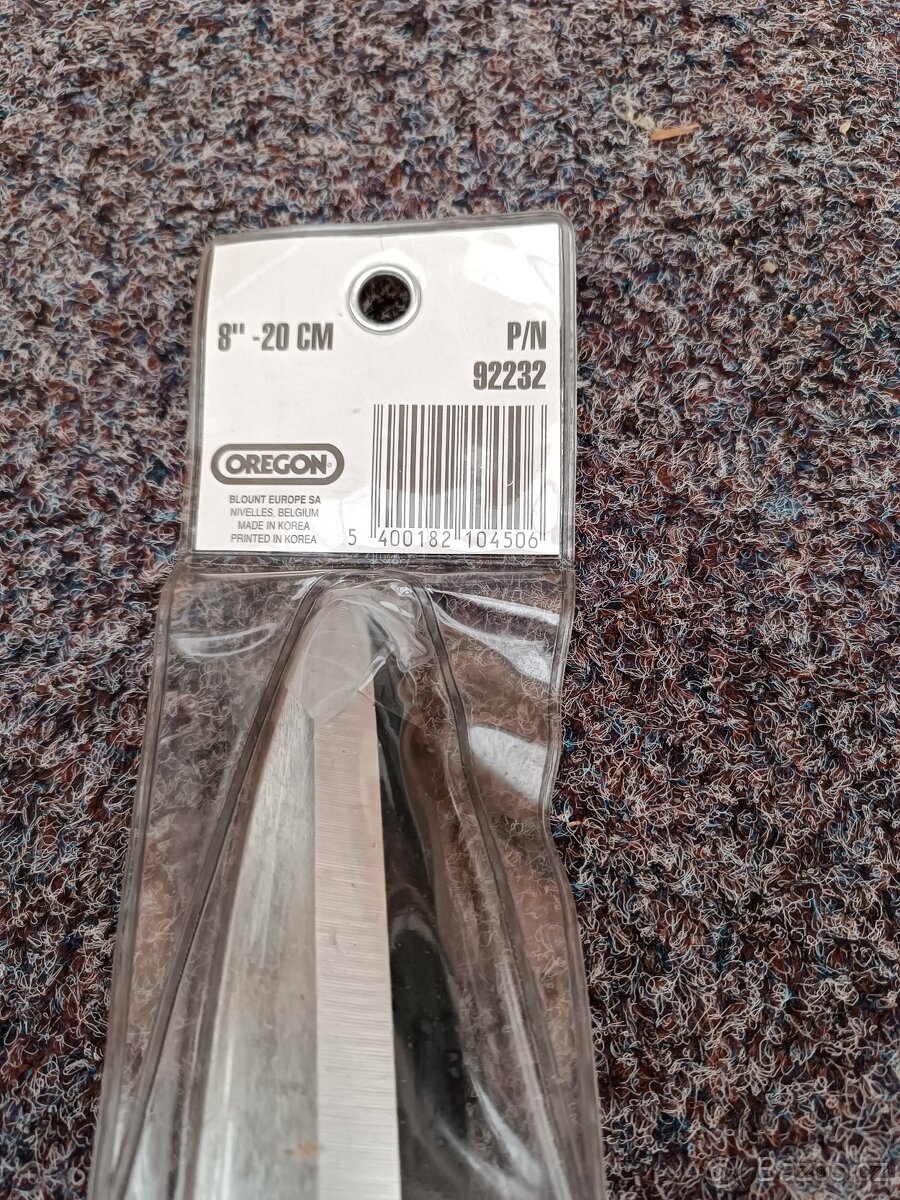 8" -20 CM
P/N
92232
OREGON®
BLOUNT EUROPE SA
NIVELLES, BELGIUM
MADE IN KOREA
PRINTED IN KOREA
5 400182 104506
Bazos.cz